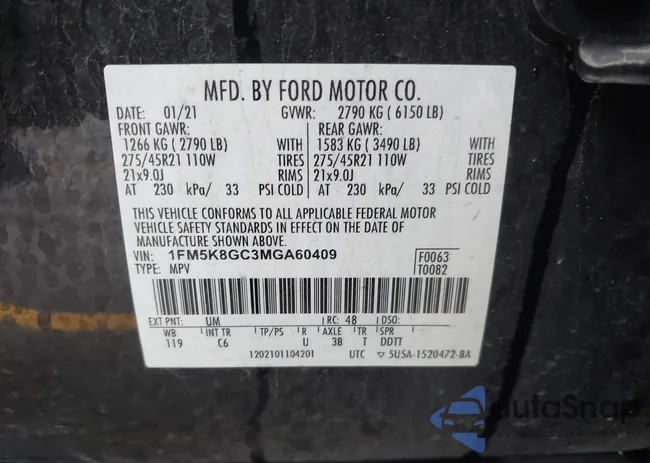 MFD. BY FORD MOTOR CO.
DATE: 01/21 GVWR: 2790 KG ( 6150 LB)
FRONT GAWR: REAR GAWR:
1266 KG ( 2790 LB) WITH 1583 KG ( 3490 LB) WITH
275/45R21 110W TIRES 275/45R21 110W TIRES
21x9.0J RIMS 21x9.0J RIMS
AT 230 kPa/ 33 PSI COLD AT 230 kPa/ 33 PSI COLD
THIS VEHICLE CONFORMS TO ALL APPLICABLE FEDERAL MOTOR
VEHICLE SAFETY STANDARDS IN EFFECT ON THE DATE OF
MANUFACTURE SHOWN ABOVE.
VIN: 1FM5K8GC3MGA60409 F0063
TYPE: MPV T0082
EXT PNT: UM RC: 48 DSO:
WB INT TR TP/PS R AXLE TR SPR
119 C6 U 3B T DDTT
1202101104201 UTC ▽ 5U5A-1520472-BA
autoSnap